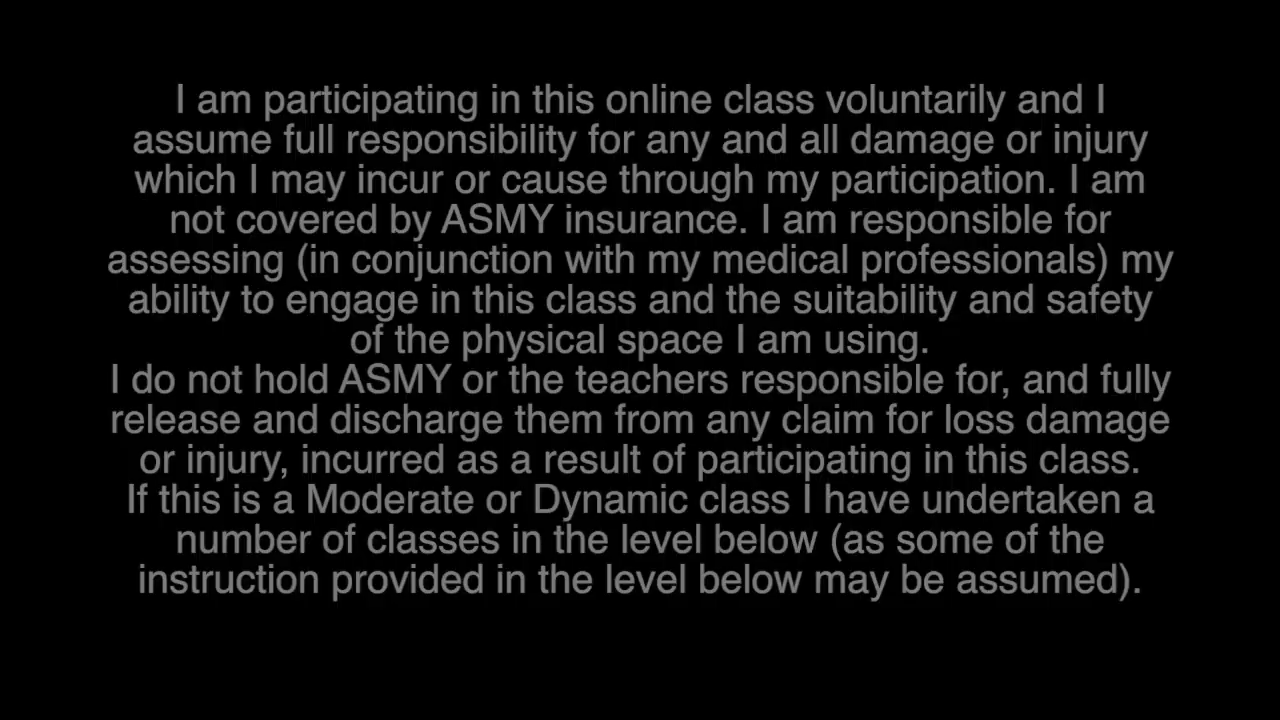 I am participating in this online class voluntarily and I
assume full responsibility for any and all damage or injury
which I may incur or cause through my participation. I am
not covered by ASMY insurance. I am responsible for
assessing (in conjunction with my medical professionals) my
ability to engage in this class and the suitability and safety
of the physical space I am using.
I do not hold ASMY or the teachers responsible for, and fully
release and discharge them from any claim for loss damage
or injury, incurred as a result of participating in this class.
If this is a Moderate or Dynamic class I have undertaken a
number of classes in the level below (as some of the
instruction provided in the level below may be assumed).